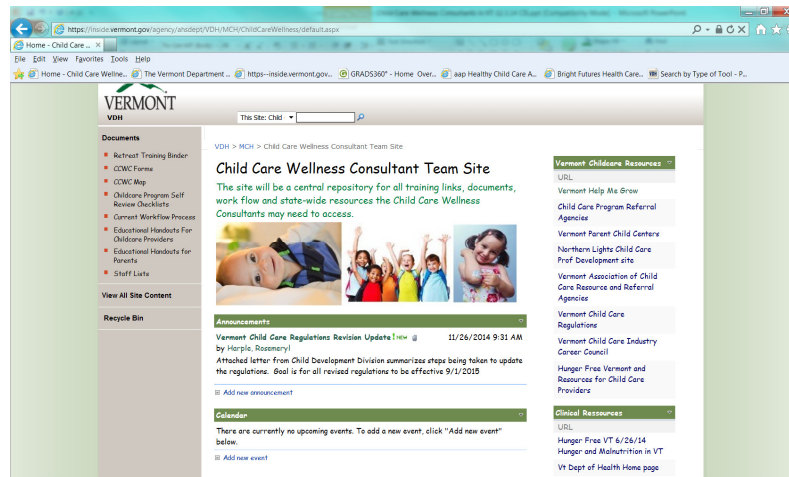 https://inside.vermont.gov/agency/ahsdept/VDH/MCH/ChildCareWellness/default.aspx
Home - Child Care ...
File Edit View Favorites Tools Help
Home - Child Care Wellne... The Vermont Department ... https--inside.vermont.gov... GRADS360° - Home Over... aap Healthy Child Care A... Bright Futures Health Care... Search by Type of Tool - P...
VERMONT
VDH
This Site: Child
Documents
Retreat Training Binder
CCWC Forms
CCWC Map
Childcare Program Self
Review Checklists
Current Workflow Process
Educational Handouts For
Childcare Providers
Educational Handouts for
Parents
Staff Lists
View All Site Content
Recycle Bin
VDH > MCH > Child Care Wellness Consultant Team Site
Child Care Wellness Consultant Team Site
The site will be a central repository for all training links, documents,
work flow and state-wide resources the Child Care Wellness
Consultants may need to access.
Announcements
Vermont Child Care Regulations Revision Update ! NEW 11/26/2014 9:31 AM
by Harple, Rosemeryl
Attached letter from Child Development Division summarizes steps being taken to update
the regulations. Goal is for all revised regulations to be effective 9/1/2015
Add new announcement
Calendar
There are currently no upcoming events. To add a new event, click "Add new event"
below.
Add new event
Vermont Childcare Resources
URL
Vermont Help Me Grow
Child Care Program Referral
Agencies
Vermont Parent Child Centers
Northern Lights Child Care
Prof Development site
Vermont Association of Child
Care Resource and Referral
Agencies
Vermont Child Care
Regulations
Vermont Child Care Industry
Career Council
Hunger Free Vermont and
Resources for Child Care
Providers
Clinical Ressources
URL
Hunger Free VT 6/26/14
Hunger and Malnutrition in VT
Vt Dept of Health Home page